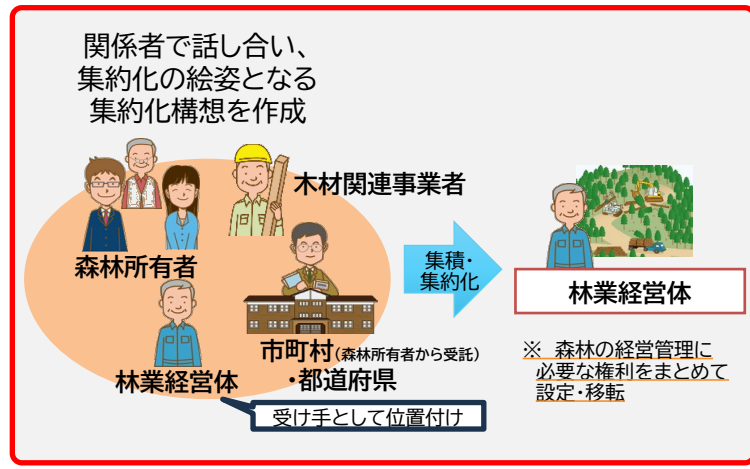 関係者で話し合い、
集約化の絵姿となる
集約化構想を作成
木材関連事業者
森林所有者
市町村(森林所有者から受託)
・都道府県
林業経営体
受け手として位置付け
集積・
集約化
林業経営体
※ 森林の経営管理に
必要な権利をまとめて
設定・移転